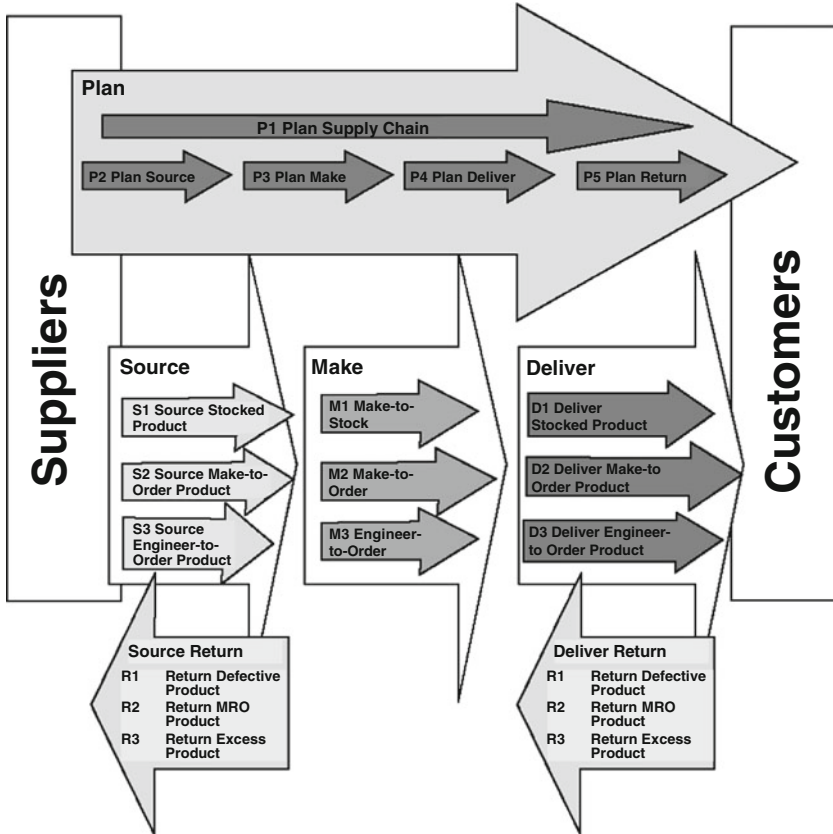 Suppliers
Customers
Plan
P1 Plan Supply Chain
P2 Plan Source
P3 Plan Make
P4 Plan Deliver
P5 Plan Return
Source
S1 Source Stocked
Product
S2 Source Make-to-
Order Product
S3 Source
Engineer-to-
Order Product
Make
M1 Make-to-
Stock
M2 Make-to-
Order
M3 Engineer-
to-Order
Deliver
D1 Deliver
Stocked Product
D2 Deliver Make-to
Order Product
D3 Deliver Engineer-
to Order Product
Source Return
R1 Return Defective
Product
R2 Return MRO
Product
R3 Return Excess
Product
Deliver Return
R1 Return Defective
Product
R2 Return MRO
Product
R3 Return Excess
Product